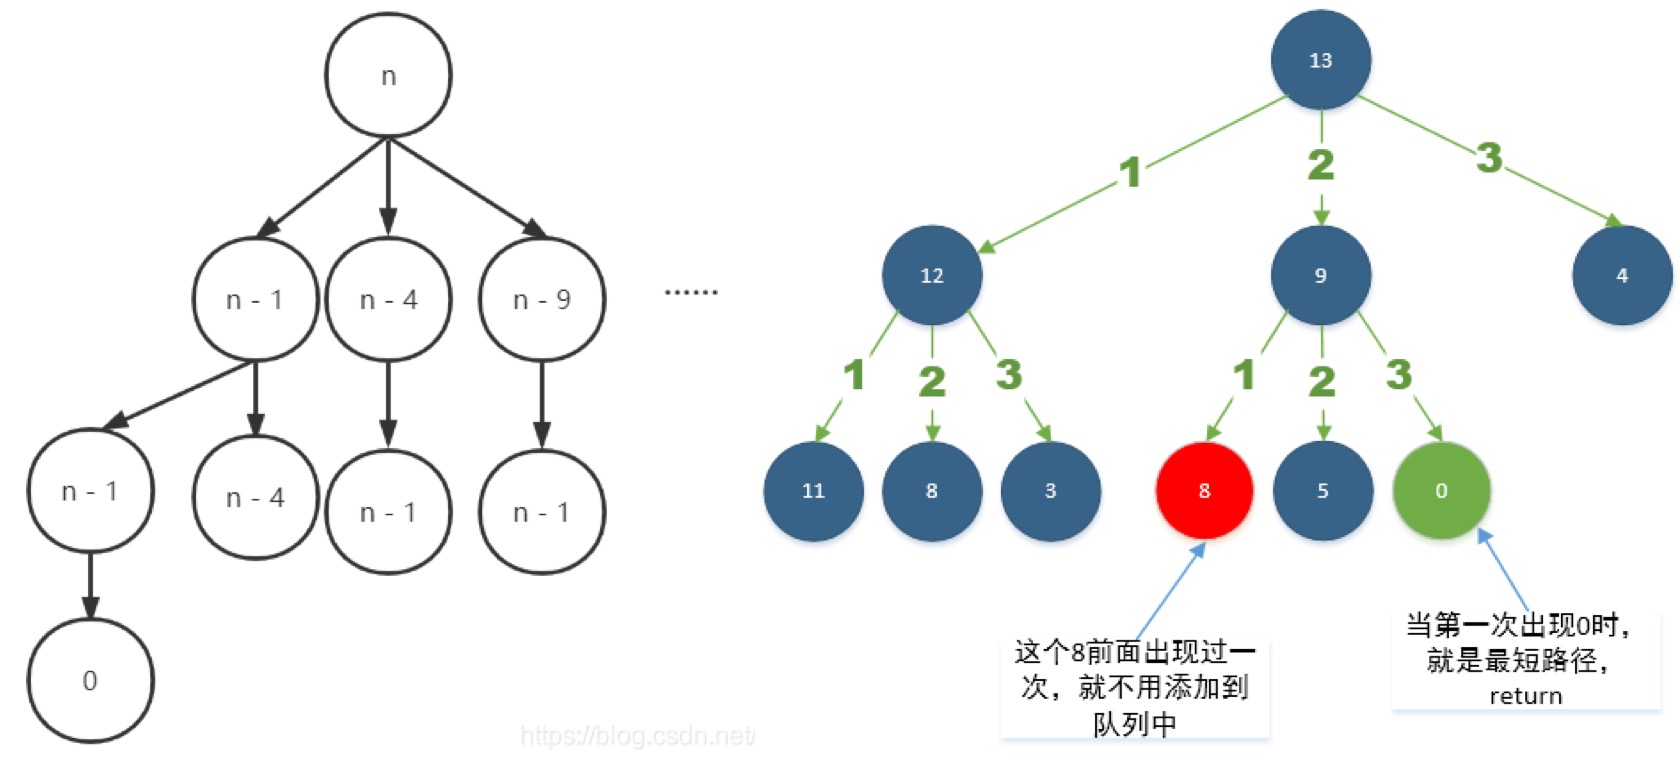 n
n - 1
n - 4
n - 9
......
n - 1
n - 4
n - 1
n - 1
0
13
1
2
3
12
9
4
1
2
3
1
2
3
11
8
3
8
5
0
这个8前面出现过一
次，就不用添加到
队列中
当第一次出现0时，
就是最短路径，
return
https://blog.csdn.net/